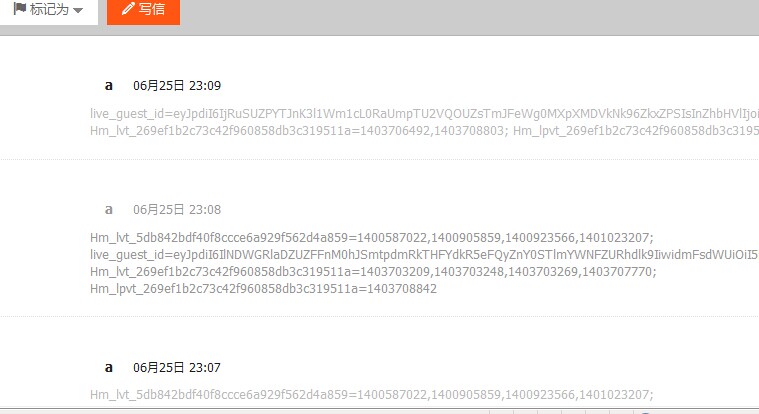 标记为
写信
a 06月25日 23:09
live_guest_id=eyJpdiI6IjRuSUZPYTJnK3l1Wm1cL0RaUmpTU2VQOUZsTmJFeWg0MXpXMDVkNk96ZkxZPSIsInZhbHVlIjoi
Hm_lvt_269ef1b2c73c42f960858db3c319511a=1403706492,1403708803; Hm_lpvt_269ef1b2c73c42f960858db3c3195
a 06月25日 23:08
Hm_lvt_5db842bdf40f8ccce6a929f562d4a859=1400587022,1400905859,1400923566,1401023207;
live_guest_id=eyJpdiI6IlNDWGRlaDZUZFFnM0hJSmtpdmRkTHFYdkR5eFQyZnY0STlmYWNFZURhdlk9IiwidmFsdWUiOiI5
Hm_lvt_269ef1b2c73c42f960858db3c319511a=1403703209,1403703248,1403703269,1403707770;
Hm_lpvt_269ef1b2c73c42f960858db3c319511a=1403708842
a 06月25日 23:07
Hm_lvt_5db842bdf40f8ccce6a929f562d4a859=1400587022,1400905859,1400923566,1401023207;